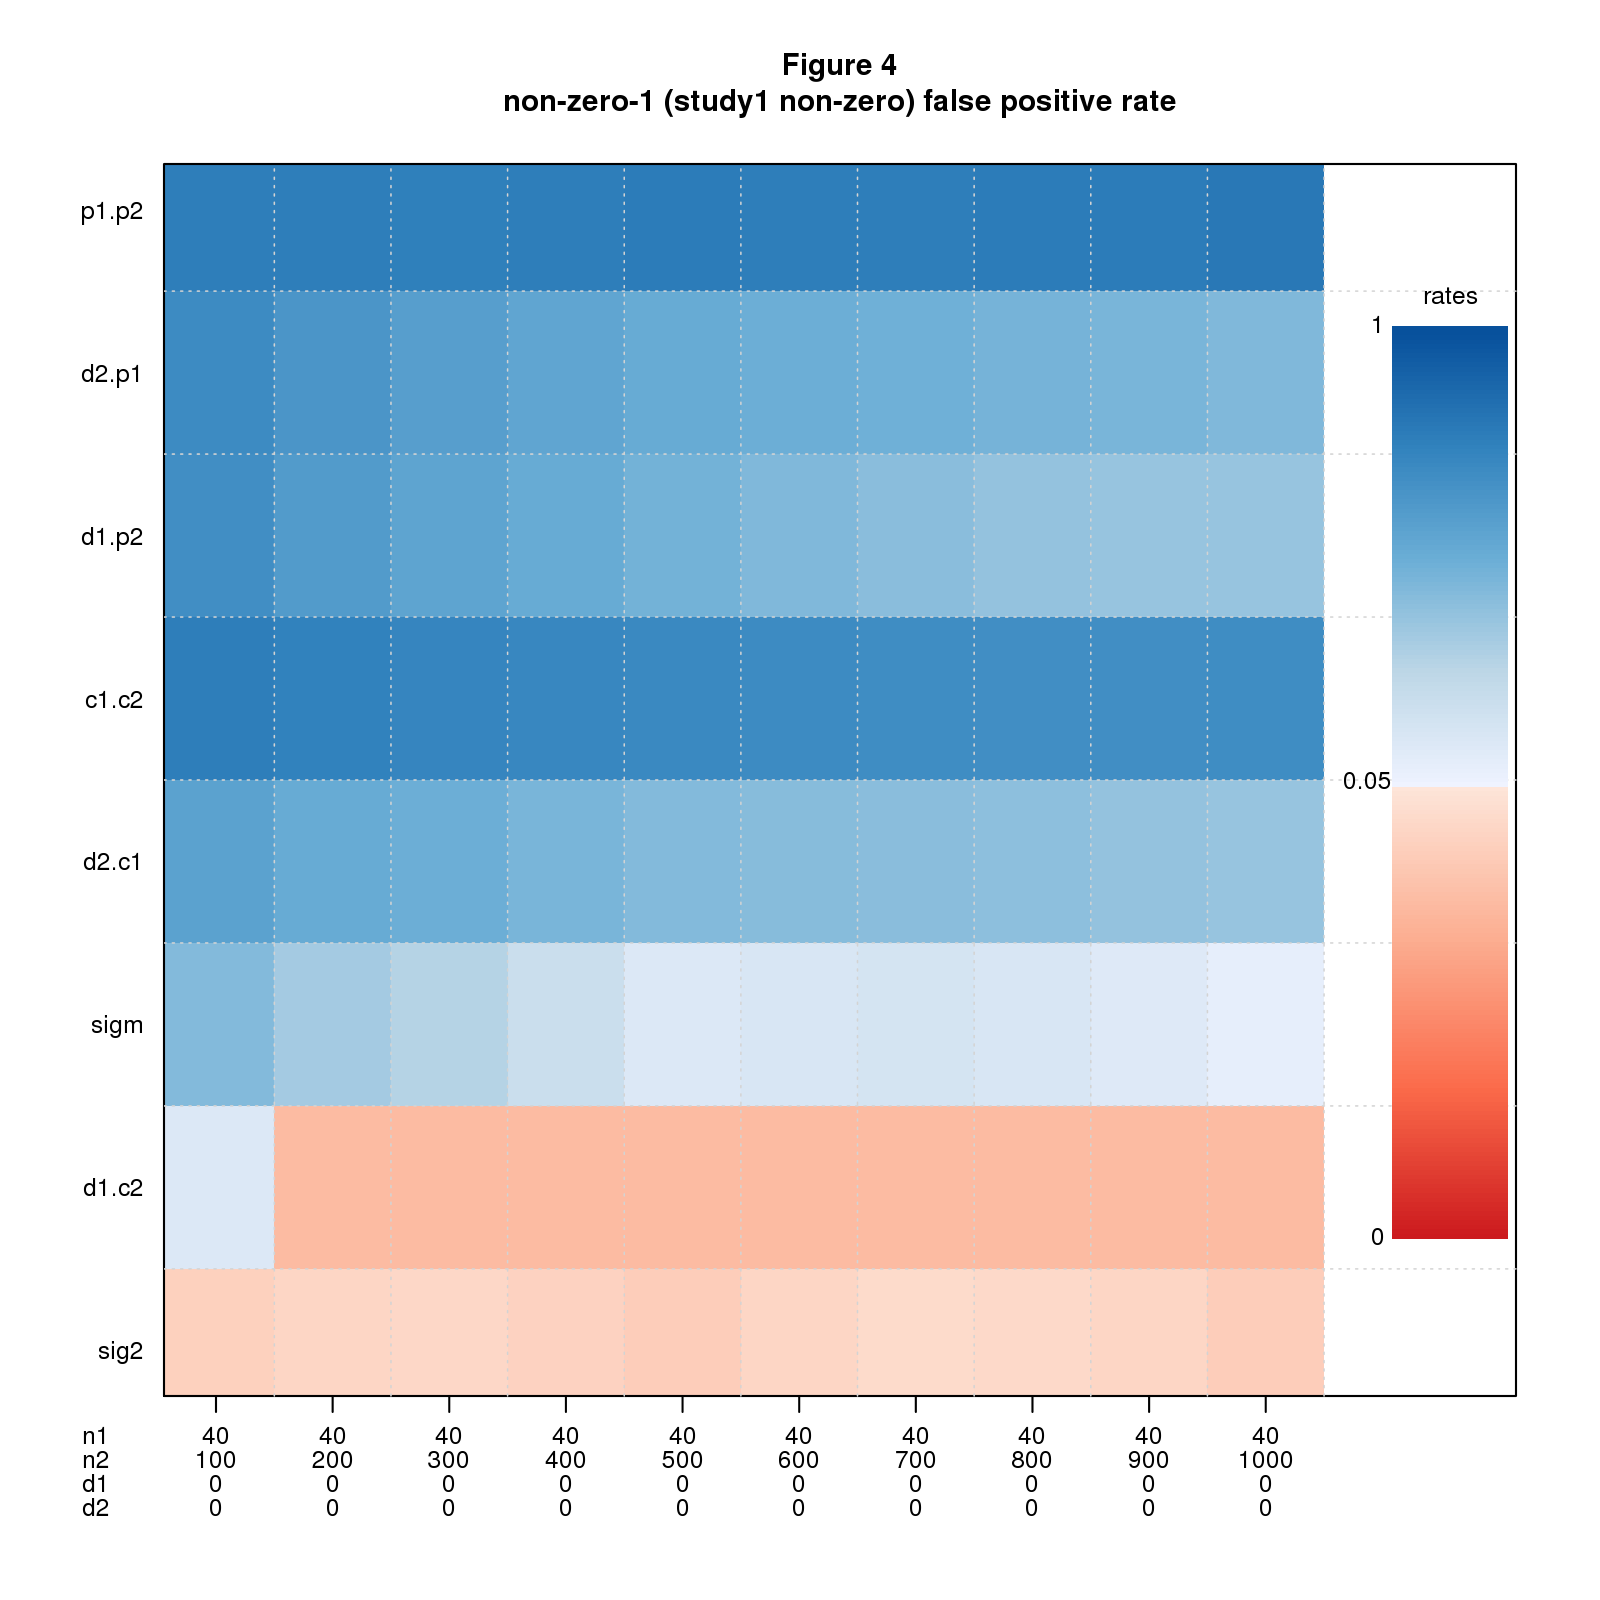 Figure 4
non-zero-1 (study1 non-zero) false positive rate
p1.p2
d2.p1
d1.p2
c1.c2
d2.c1
sigm
d1.c2
sig2
rates
1
0.05
0
n1 40 40 40 40 40 40 40 40 40 40
n2 100 200 300 400 500 600 700 800 900 1000
d1 0 0 0 0 0 0 0 0 0 0
d2 0 0 0 0 0 0 0 0 0 0